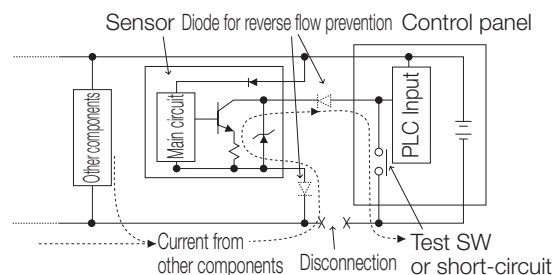 Sensor
Diode for reverse flow prevention
Control panel
Other components
Main circuit
PLC Input
Current from
other components
Disconnection
Test SW
or short-circuit